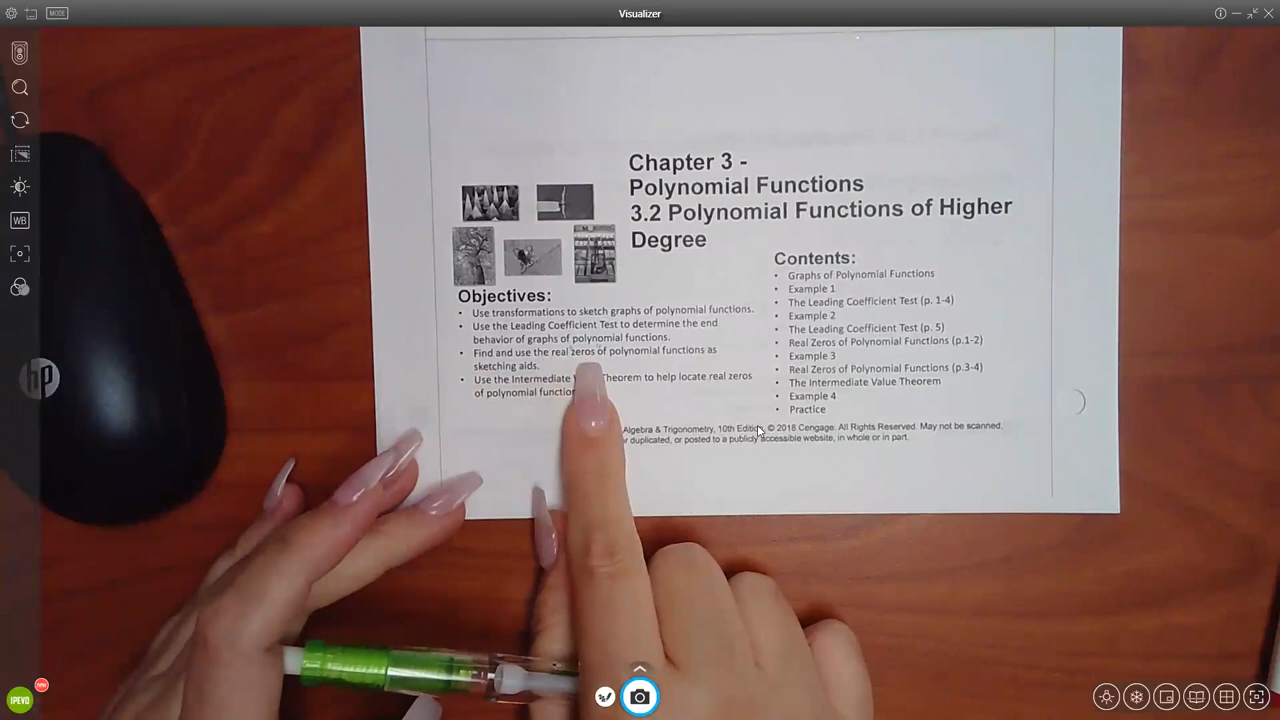 MODE
Visualizer
WB
hp
Chapter 3 -
Polynomial Functions
3.2 Polynomial Functions of Higher
Degree
Objectives:
• Use transformations to sketch graphs of polynomial functions.
• Use the Leading Coefficient Test to determine the end
behavior of graphs of polynomial functions.
• Find and use the real zeros of polynomial functions as
sketching aids.
• Use the Intermediate Theorem to help locate real zeros
of polynomial
Contents:
• Graphs of Polynomial Functions
• Example 1
• The Leading Coefficient Test (p. 1-4)
• Example 2
• The Leading Coefficient Test (p. 5)
• Real Zeros of Polynomial Functions (p.1-2)
• Example 3
• Real Zeros of Polynomial Functions (p.3-4)
• The Intermediate Value Theorem
• Example 4
• Practice
Algebra & Trigonometry, 10th Edition, © 2018 Cengage. All Rights Reserved. May not be scanned,
duplicated, or posted to a publicly accessible website, in whole or in part.
IPEVO